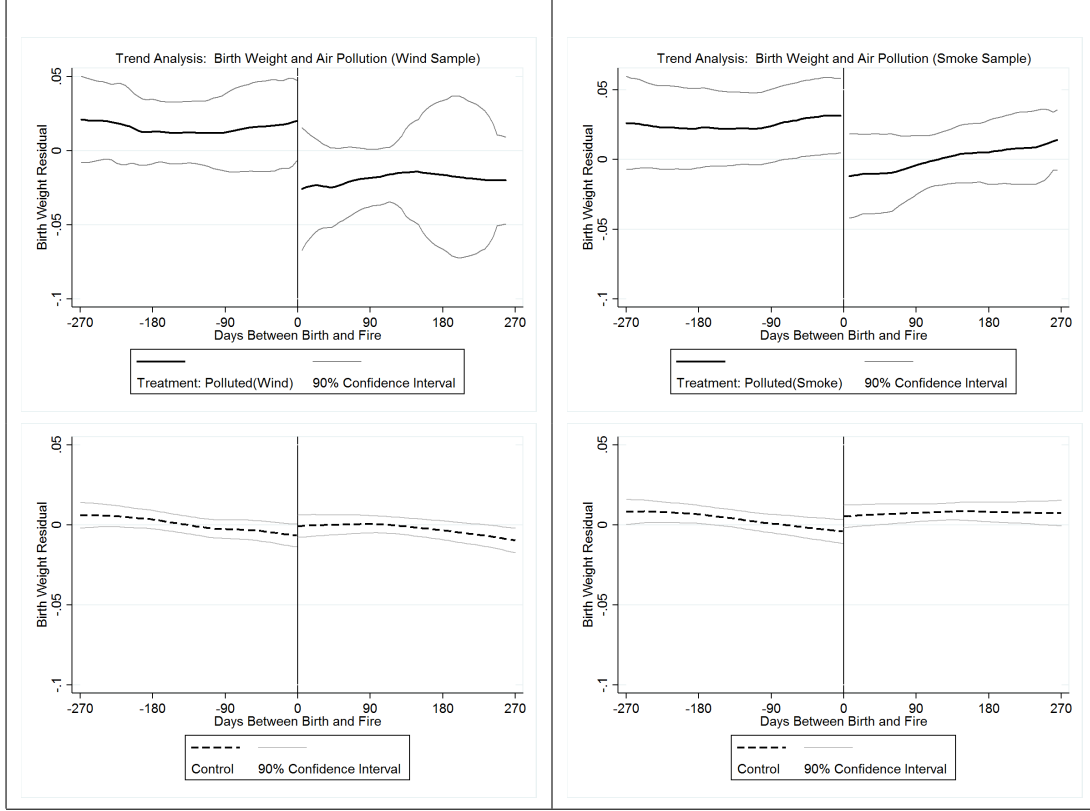 Trend Analysis:  Birth Weight and Air Pollution (Wind Sample)
Birth Weight Residual
.05
0
-.05
-.1
-270 -180 -90 0 90 180 270
Days Between Birth and Fire
Treatment: Polluted(Wind) 90% Confidence Interval
Trend Analysis:  Birth Weight and Air Pollution (Smoke Sample)
Birth Weight Residual
.05
0
-.05
-.1
-270 -180 -90 0 90 180 270
Days Between Birth and Fire
Treatment: Polluted(Smoke) 90% Confidence Interval
Birth Weight Residual
.05
0
-.05
-.1
-270 -180 -90 0 90 180 270
Days Between Birth and Fire
Control 90% Confidence Interval
Birth Weight Residual
.05
0
-.05
-.1
-270 -180 -90 0 90 180 270
Days Between Birth and Fire
Control 90% Confidence Interval